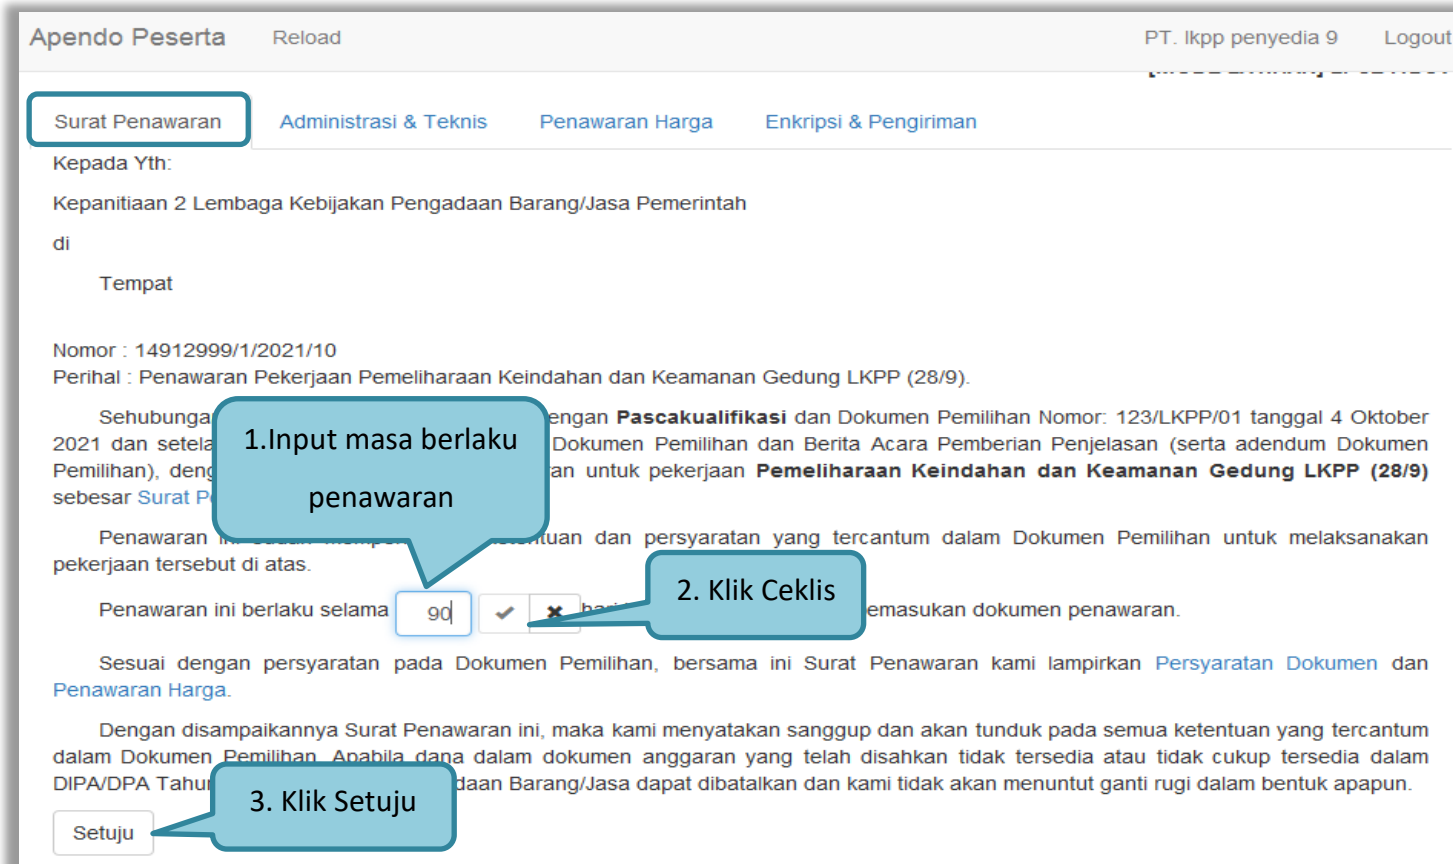 Apendo Peserta Reload PT. lkpp penyedia 9 Logout
Surat Penawaran Administrasi & Teknis Penawaran Harga Enkripsi & Pengiriman
Kepada Yth:
Kepanitiaan 2 Lembaga Kebijakan Pengadaan Barang/Jasa Pemerintah
di
Tempat
Nomor : 14912999/1/2021/10
Perihal : Penawaran Pekerjaan Pemeliharaan Keindahan dan Keamanan Gedung LKPP (28/9).
1.Input masa berlaku
penawaran
dengan Pascakualifikasi dan Dokumen Pemilihan Nomor: 123/LKPP/01 tanggal 4 Oktober
2021 dan Dokumen Pemilihan dan Berita Acara Pemberian Penjelasan (serta adendum Dokumen
Pemilihan), untuk pekerjaan Pemeliharaan Keindahan dan Keamanan Gedung LKPP (28/9)
sebesar Surat
Penawaran dan persyaratan yang tercantum dalam Dokumen Pemilihan untuk melaksanakan
pekerjaan tersebut di atas.
2. Klik Ceklis
Penawaran ini berlaku selama 90 pemasukan dokumen penawaran.
Sesuai dengan persyaratan pada Dokumen Pemilihan, bersama ini Surat Penawaran kami lampirkan Persyaratan Dokumen dan
Penawaran Harga.
Dengan disampaikannya Surat Penawaran ini, maka kami menyatakan sanggup dan akan tunduk pada semua ketentuan yang tercantum
dalam Dokumen Pemilihan. Apabila dana dalam dokumen anggaran yang telah disahkan tidak tersedia atau tidak cukup tersedia dalam
DIPA/DPA Barang/Jasa dapat dibatalkan dan kami tidak akan menuntut ganti rugi dalam bentuk apapun.
3. Klik Setuju
Setuju